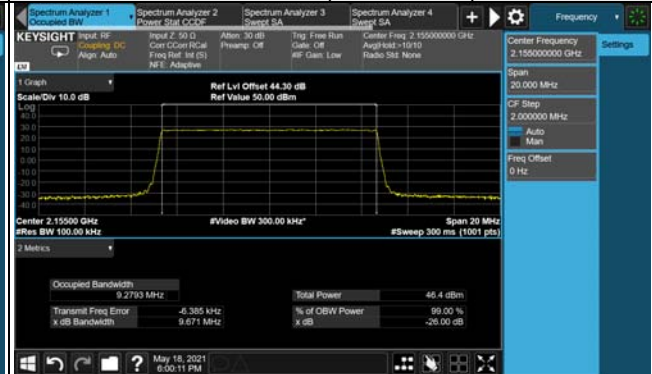 Spectrum Analyzer 1
Occupied BW
Spectrum Analyzer 2
Power Stat CCDF
Spectrum Analyzer 3
Swept SA
Spectrum Analyzer 4
Swept SA
Frequency
KEYSIGHT
Input: RF
Coupling: DC
Align: Auto
Input Z: 50 Ω
Corr CCorr RCal
Freq Ref: Int (S)
NFE: Adaptive
Atten: 30 dB
Preamp: Off
Trig: Free Run
Gate: Off
#IF Gain: Low
Center Freq: 2.155000000 GHz
Avg|Hold:>10/10
Radio Std: None
Center Frequency
2.155000000 GHz
Settings
Span
20.000 MHz
CF Step
2.000000 MHz
Auto
Man
Freq Offset
0 Hz
1 Graph
Scale/Div 10.0 dB
Ref Lvl Offset 44.30 dB
Ref Value 50.00 dBm
Log
40.0
30.0
20.0
10.0
0.00
-10.0
-20.0
-30.0
-40.0
Center 2.15500 GHz
#Res BW 100.00 kHz
#Video BW 300.00 kHz*
Span 20 MHz
#Sweep 300 ms (1001 pts)
2 Metrics
Occupied Bandwidth
9.2793 MHz
Total Power 46.4 dBm
Transmit Freq Error -6.385 kHz
% of OBW Power 99.00 %
x dB Bandwidth 9.671 MHz
x dB -26.00 dB
May 18, 2021
6:00:11 PM